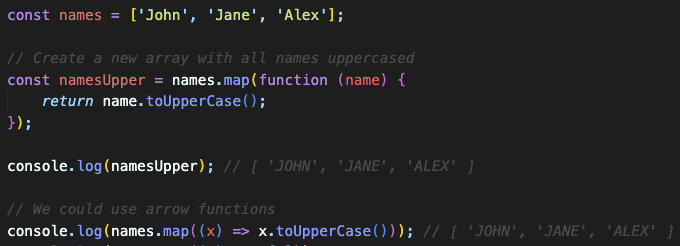 const names = ['John', 'Jane', 'Alex'];
// Create a new array with all names uppercased
const namesUpper = names.map(function (name) {
    return name.toUpperCase();
});
console.log(namesUpper); // [ 'JOHN', 'JANE', 'ALEX' ]
// We could use arrow functions
console.log(names.map((x) => x.toUpperCase())); // [ 'JOHN', 'JANE', 'ALEX' ]